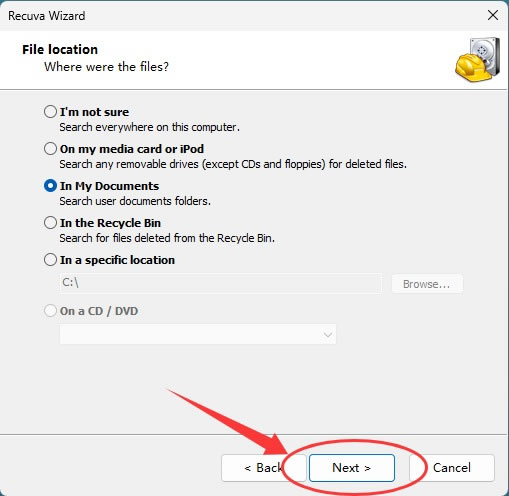 Recuva Wizard
File location
Where were the files?
I'm not sure
Search everywhere on this computer.
On my media card or iPod
Search any removable drives (except CDs and floppies) for deleted files.
In My Documents
Search user documents folders.
In the Recycle Bin
Search for files deleted from the Recycle Bin.
In a specific location
C:\
Browse...
On a CD / DVD
< Back
Next >
Cancel